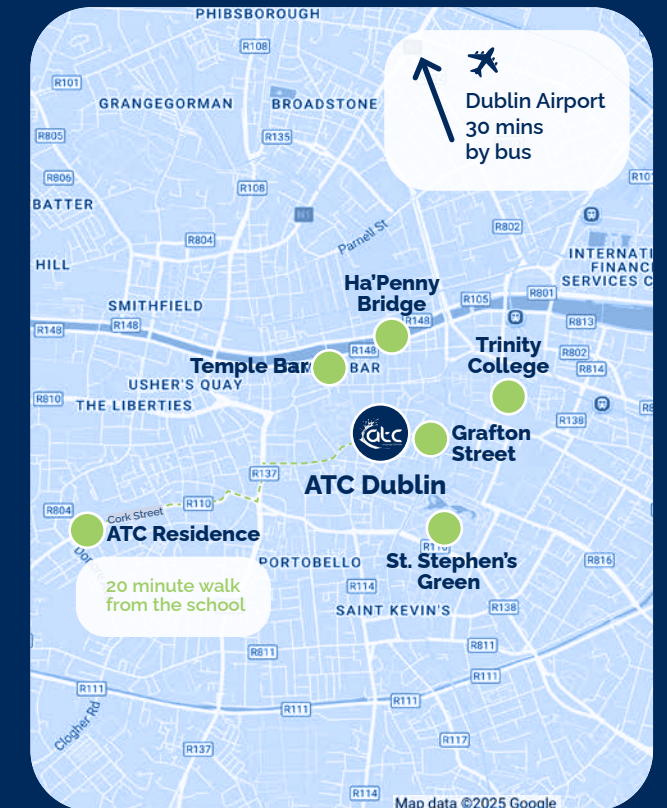 PHIBSBOROUGH
R108
R101
GRANGEGORMAN
BROADSTONE
Dublin Airport
30 mins
by bus
R805
R135
R806
R108
R101
BATTER
N1
Parnell St
R802
R804
HILL
INTERNATI
FINANC
SERVICES C
Ha'Penny
Bridge
SMITHFIELD
R105
R801
R148
R148
R148
R813
Trinity
College
R148
R802
Temple Bar
BAR
R814
USHER'S QUAY
R810
THE LIBERTIES
R138
atc
Grafton
Street
R137
ATC Dublin
R110
R804
Cork Street
ATC Residence
St. Stephen's
Green
PORTOBELLO
R816
20 minute walk
from the school
R114
SAINT KEVIN'S
R138
R811
R811
R111
R111
R111
R111
Clogher Rd
R117
R137
R114
Map data ©2025 Google